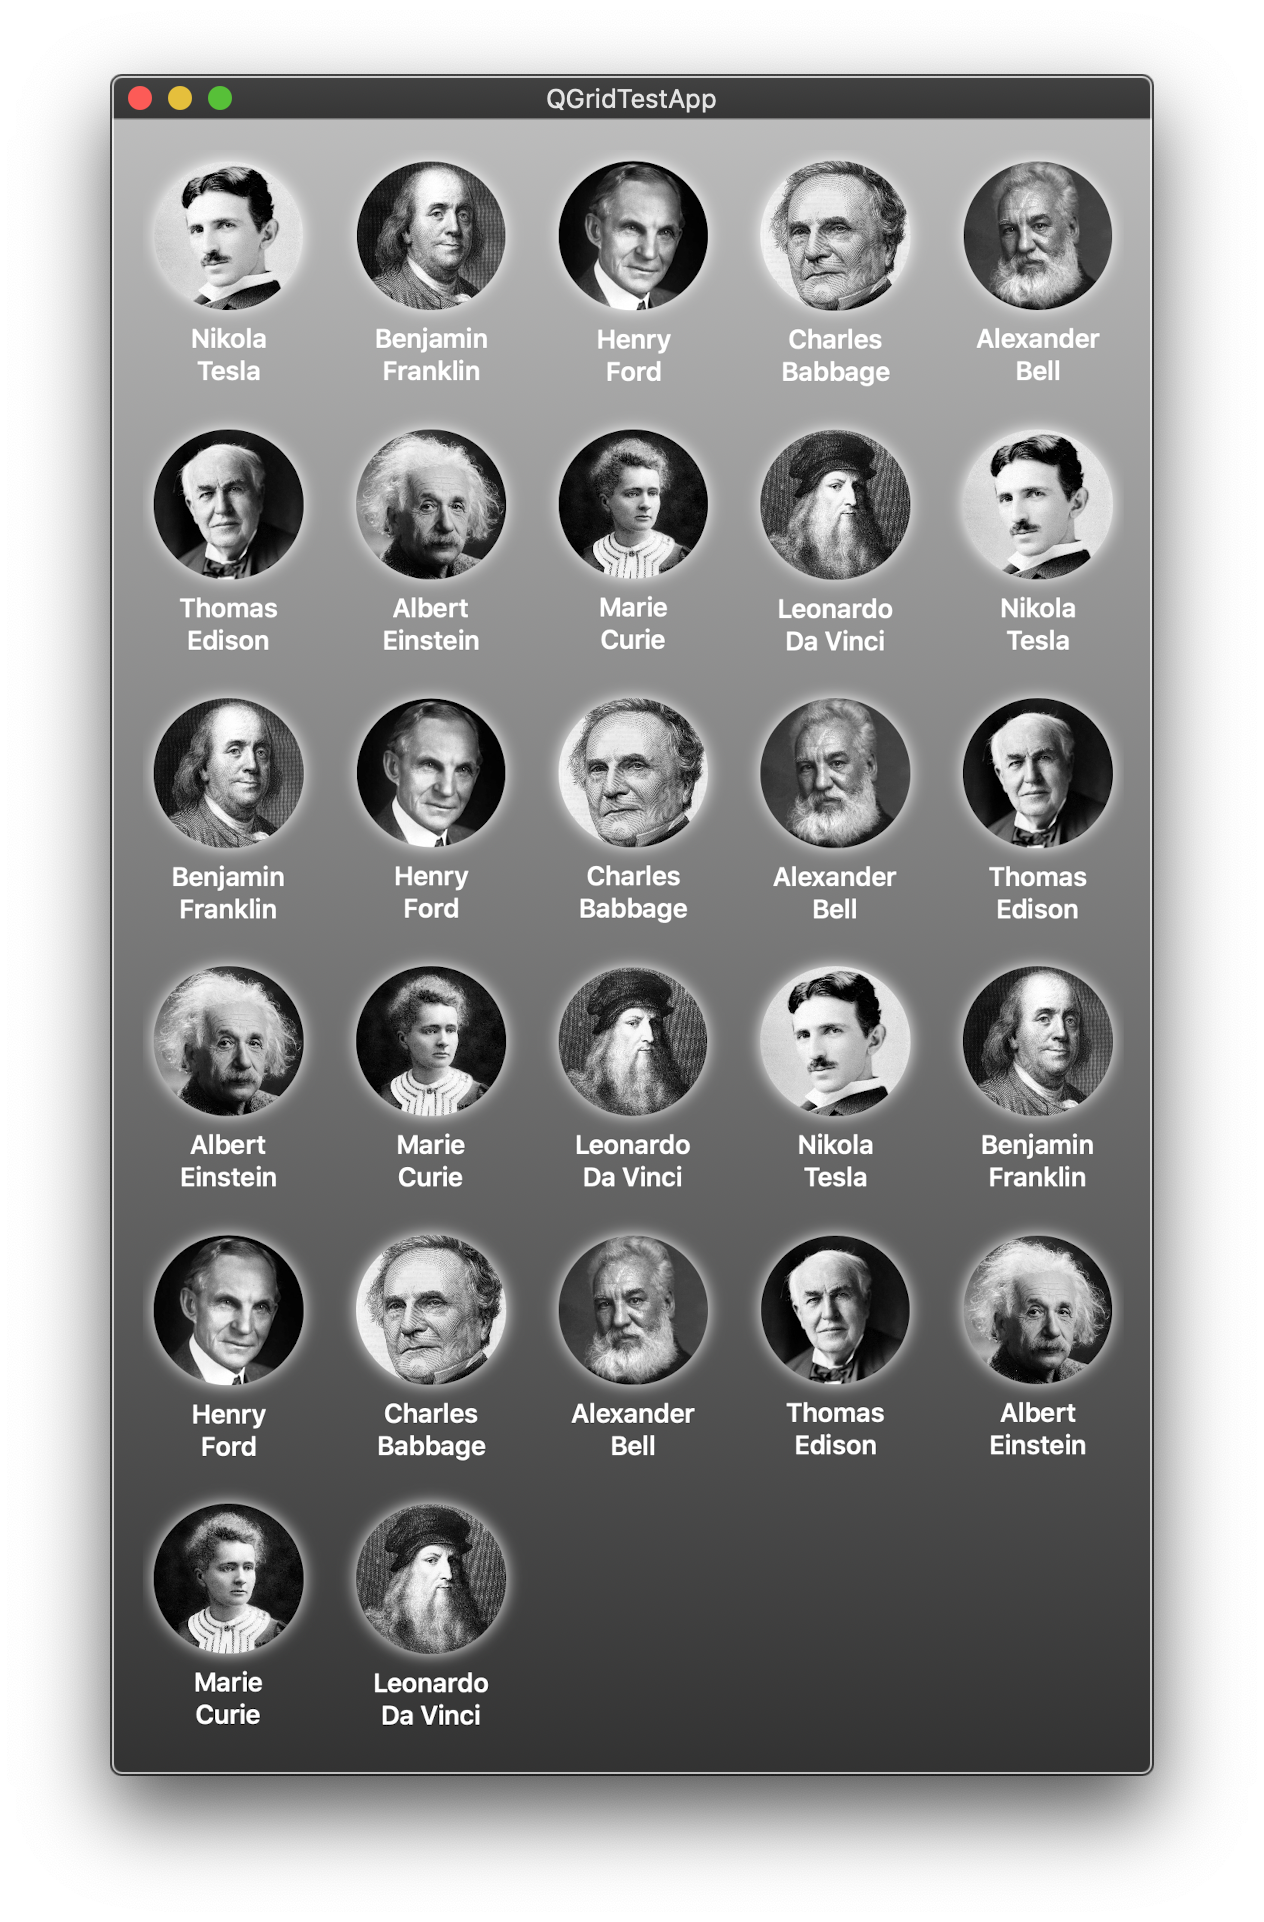 QGridTestApp
Nikola
Tesla
Benjamin
Franklin
Henry
Ford
Charles
Babbage
Alexander
Bell
Thomas
Edison
Albert
Einstein
Marie
Curie
Leonardo
Da Vinci
Nikola
Tesla
Benjamin
Franklin
Henry
Ford
Charles
Babbage
Alexander
Bell
Thomas
Edison
Albert
Einstein
Marie
Curie
Leonardo
Da Vinci
Nikola
Tesla
Benjamin
Franklin
Henry
Ford
Charles
Babbage
Alexander
Bell
Thomas
Edison
Albert
Einstein
Marie
Curie
Leonardo
Da Vinci